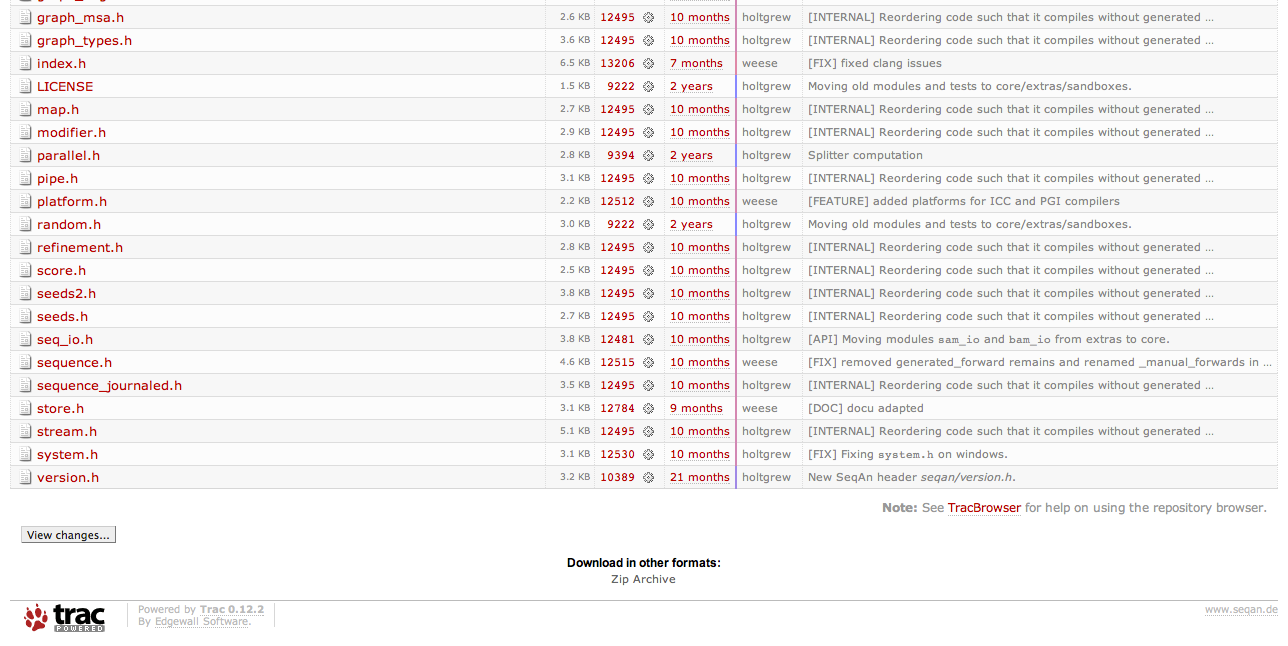 graph_msa.h 2.6 KB 12495 10 months holtgrew [INTERNAL] Reordering code such that it compiles without generated …
graph_types.h 3.6 KB 12495 10 months holtgrew [INTERNAL] Reordering code such that it compiles without generated …
index.h 6.5 KB 13206 7 months weese [FIX] fixed clang issues
LICENSE 1.5 KB 9222 2 years holtgrew Moving old modules and tests to core/extras/sandboxes.
map.h 2.7 KB 12495 10 months holtgrew [INTERNAL] Reordering code such that it compiles without generated …
modifier.h 2.9 KB 12495 10 months holtgrew [INTERNAL] Reordering code such that it compiles without generated …
parallel.h 2.8 KB 9394 2 years holtgrew Splitter computation
pipe.h 3.1 KB 12495 10 months holtgrew [INTERNAL] Reordering code such that it compiles without generated …
platform.h 2.2 KB 12512 10 months weese [FEATURE] added platforms for ICC and PGI compilers
random.h 3.0 KB 9222 2 years holtgrew Moving old modules and tests to core/extras/sandboxes.
refinement.h 2.8 KB 12495 10 months holtgrew [INTERNAL] Reordering code such that it compiles without generated …
score.h 2.5 KB 12495 10 months holtgrew [INTERNAL] Reordering code such that it compiles without generated …
seeds2.h 3.8 KB 12495 10 months holtgrew [INTERNAL] Reordering code such that it compiles without generated …
seeds.h 2.7 KB 12495 10 months holtgrew [INTERNAL] Reordering code such that it compiles without generated …
seq_io.h 3.8 KB 12481 10 months holtgrew [API] Moving modules sam_io and bam_io from extras to core.
sequence.h 4.6 KB 12515 10 months weese [FIX] removed generated_forward remains and renamed _manual_forwards in …
sequence_journaled.h 3.5 KB 12495 10 months holtgrew [INTERNAL] Reordering code such that it compiles without generated …
store.h 3.1 KB 12784 9 months weese [DOC] docu adapted
stream.h 5.1 KB 12495 10 months holtgrew [INTERNAL] Reordering code such that it compiles without generated …
system.h 3.1 KB 12530 10 months holtgrew [FIX] Fixing system.h on windows.
version.h 3.2 KB 10389 21 months holtgrew New SeqAn header seqan/version.h.
Note: See TracBrowser for help on using the repository browser.
View changes...
Download in other formats:
Zip Archive
trac POWERED
Powered by Trac 0.12.2
By Edgewall Software.
www.seqan.de